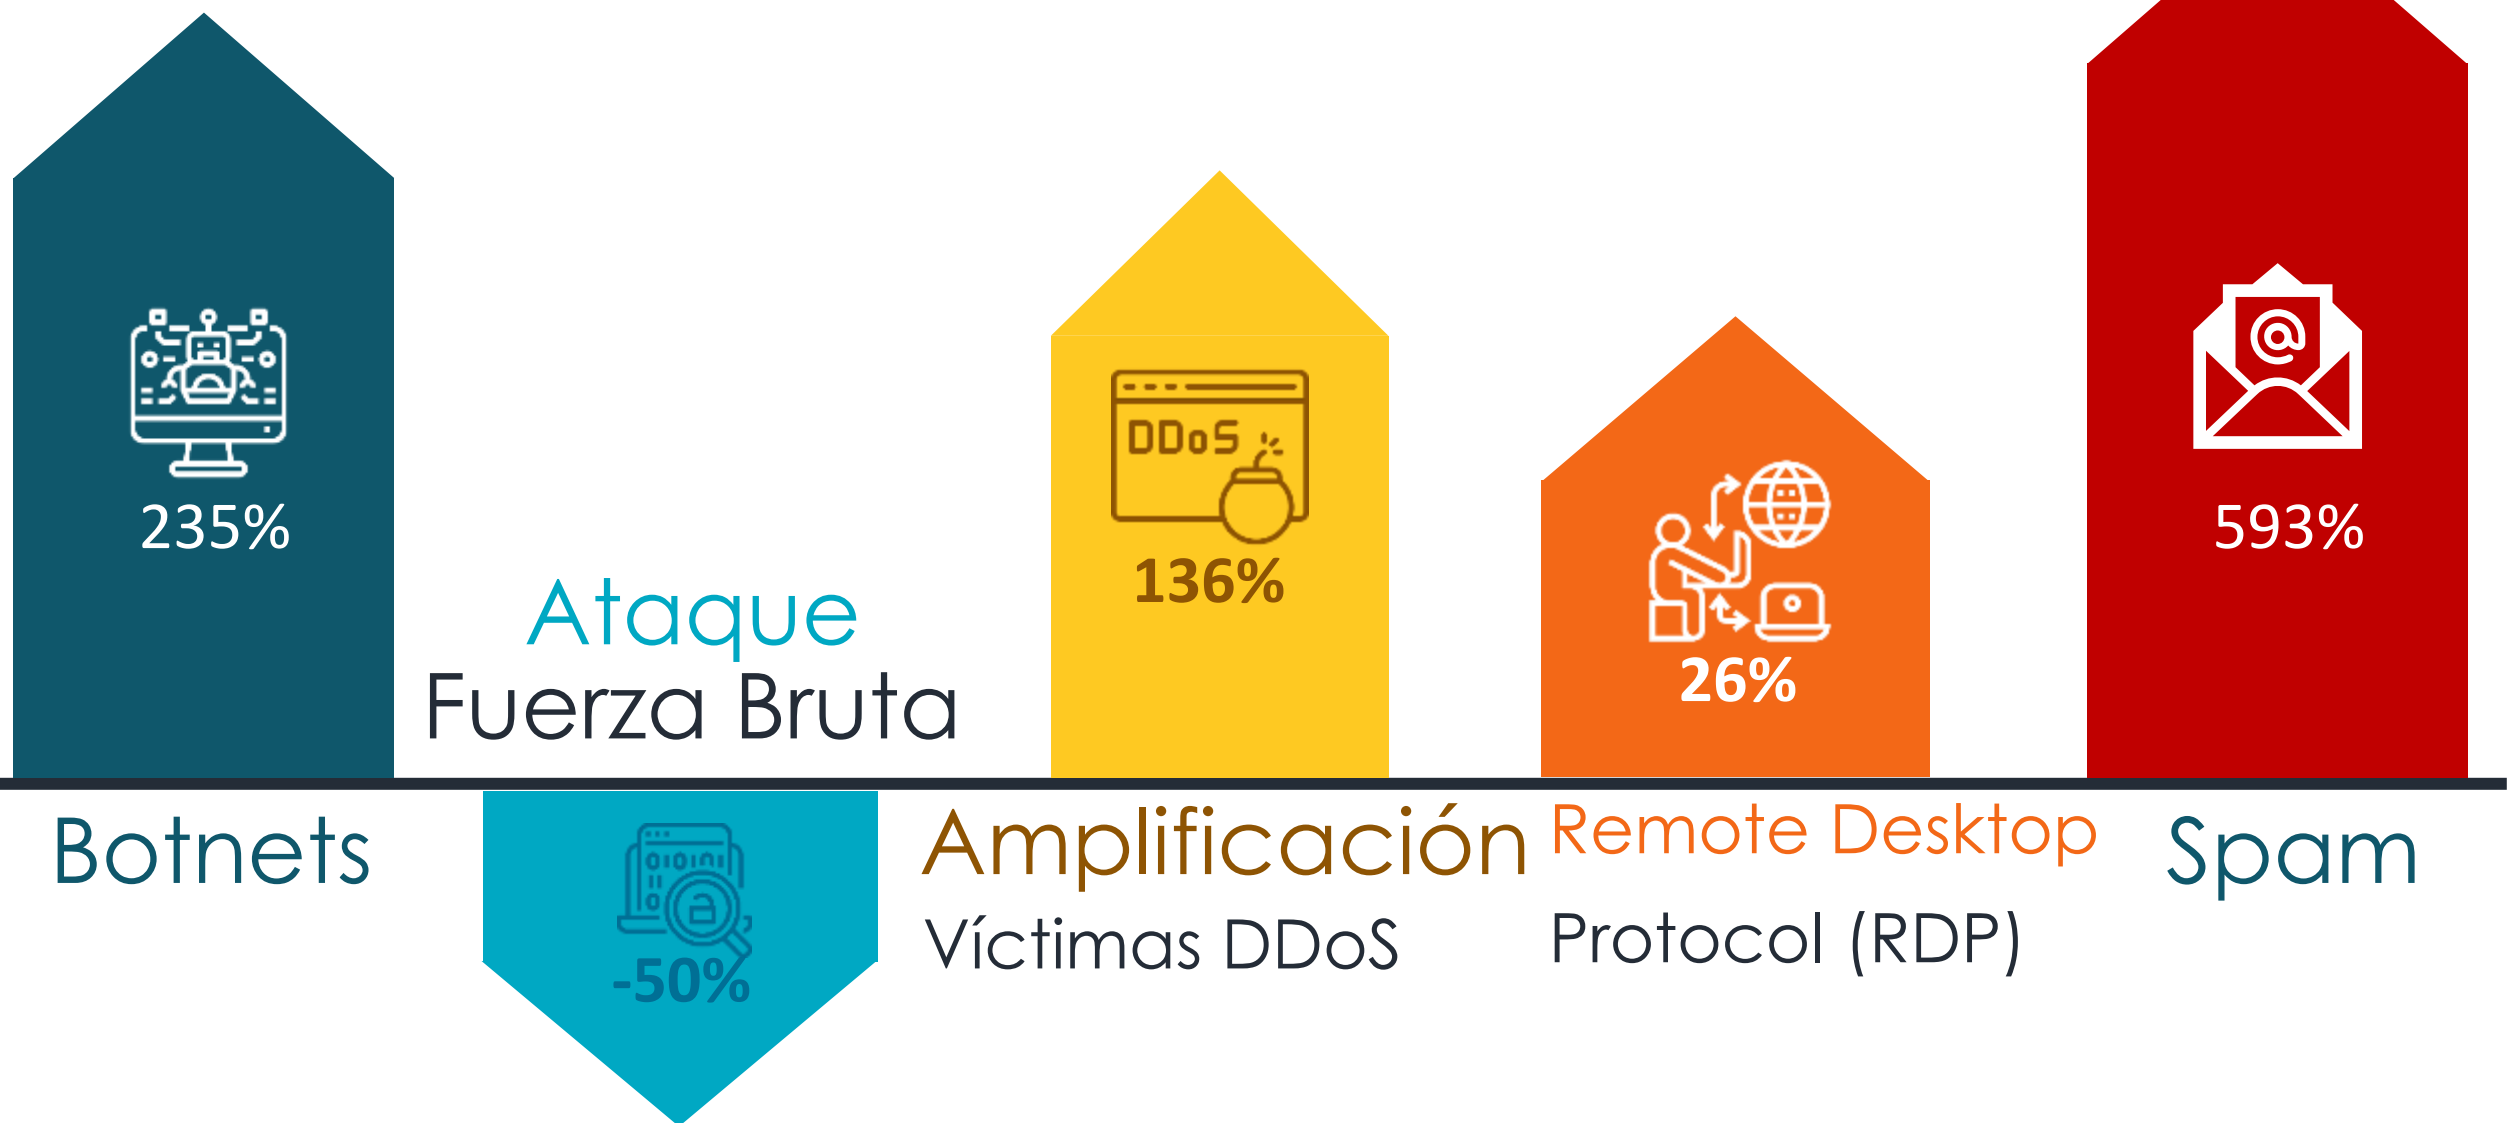 235%
Botnets
Ataque
Fuerza Bruta
-50%
DDoS
136%
Amplificación
Víctimas DDoS
26%
Remote Desktop
Protocol (RDP)
593%
Spam